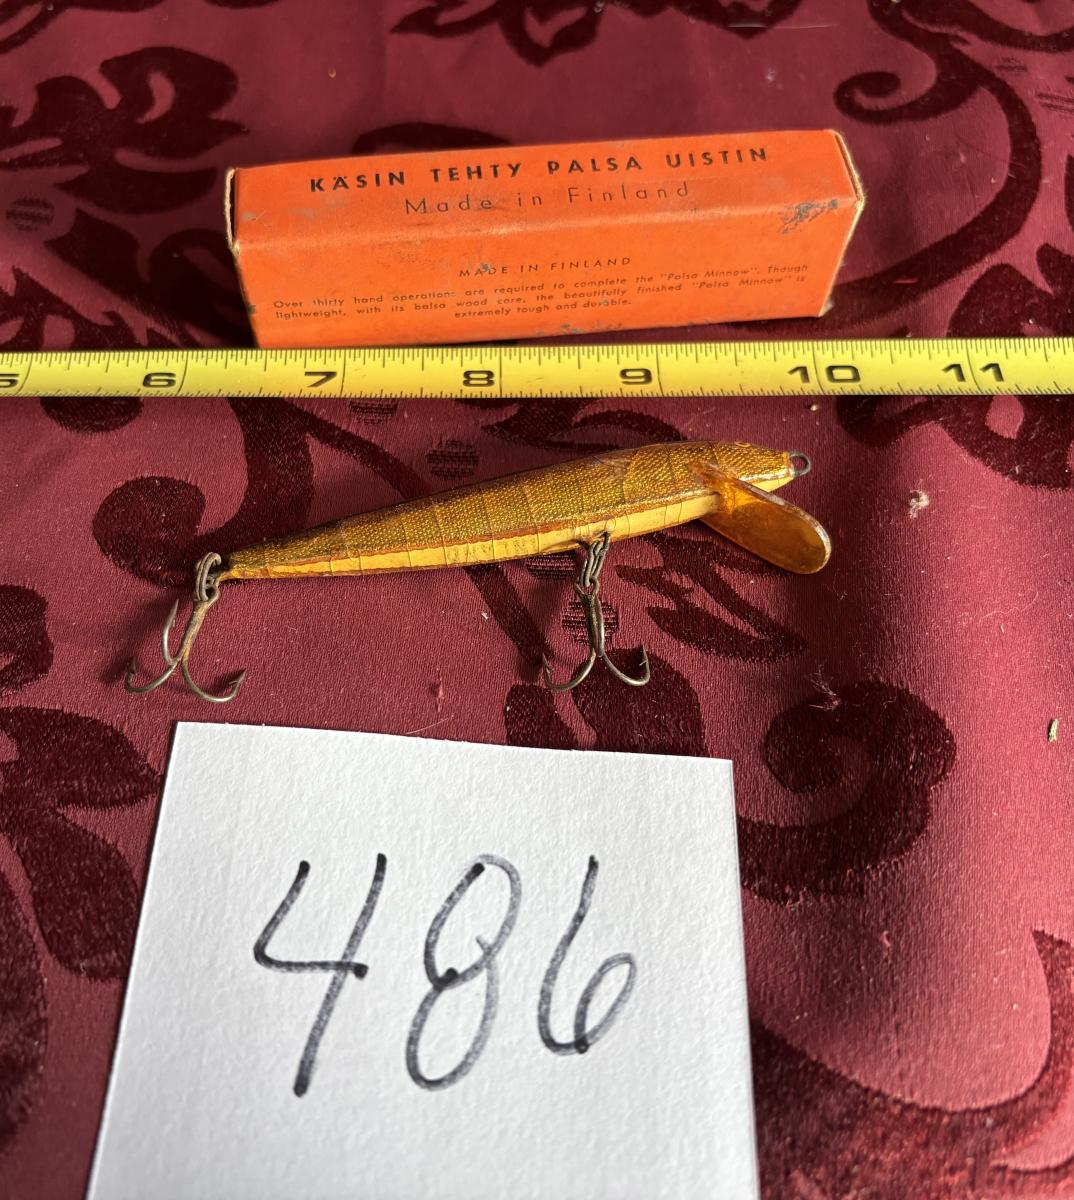 KÄSIN TEHTY PALSA UISTIN
Made in Finland
MADE IN FINLAND
Over thirty hand operations are required to complete the "Palsa Minnow". Though
lightweight, with its balsa wood core, the beautifully finished "Palsa Minnow" is
extremely tough and durable.
5 6 7 8 9 10 11
486